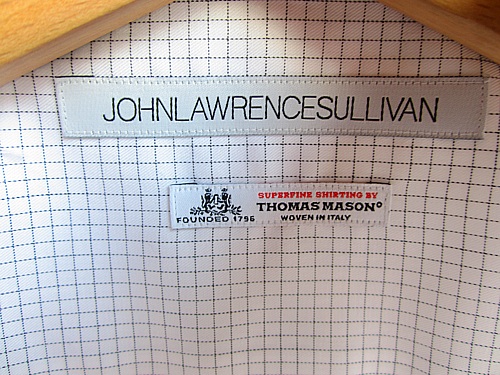 JOHNLAWRENCESULLIVAN
SUPERFINE SHIRTING BY
THOMAS MASON
FOUNDED 1796
WOVEN IN ITALY